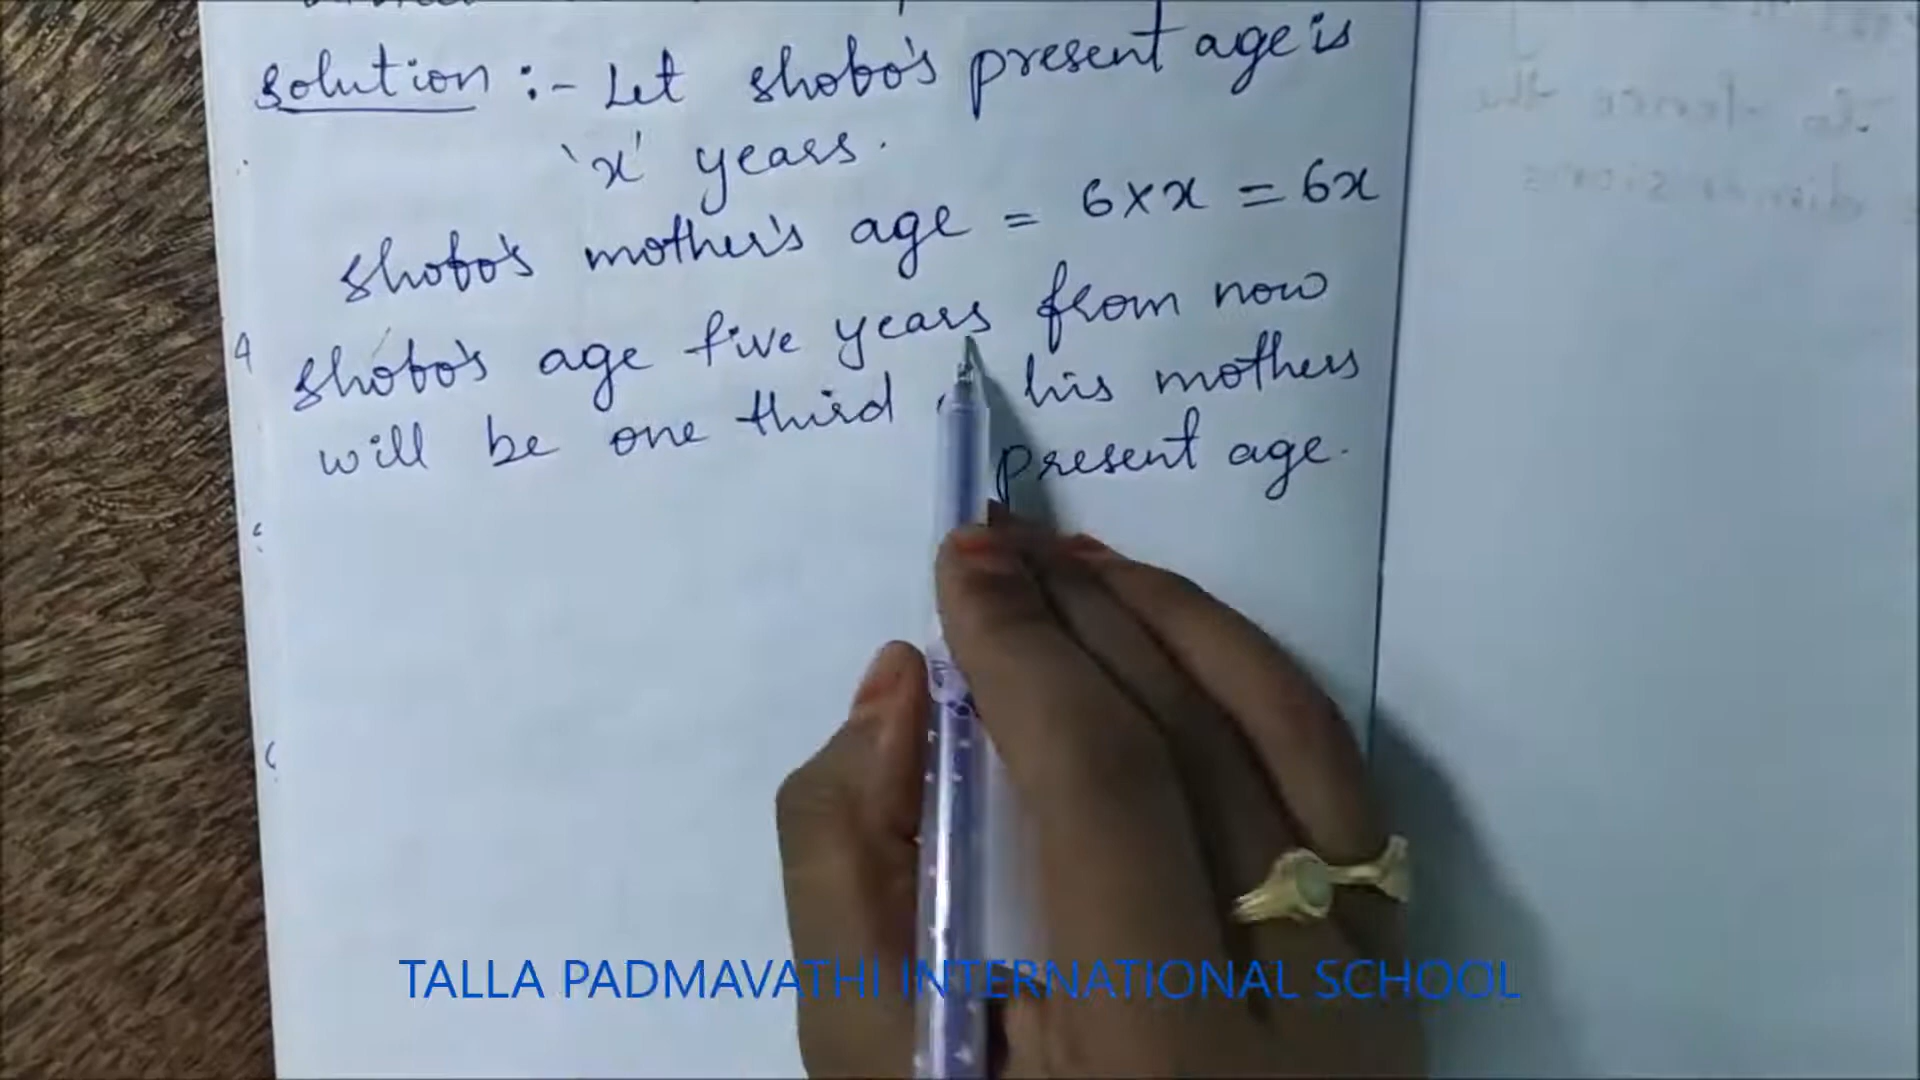 solution :- Let shobo's present age is
'x' years.
shobo's mother's age = 6×x = 6x
shobo's age five years from now
will be one third his mothers
present age.
TALLA PADMAVATHI INTERNATIONAL SCHOOL